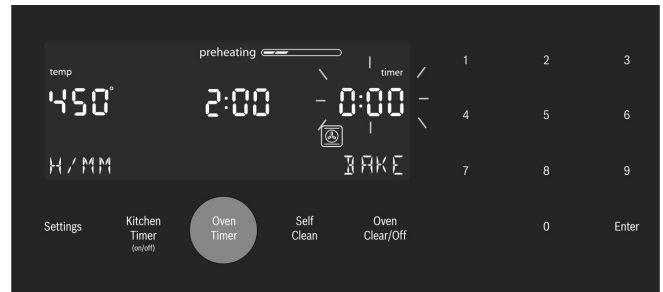 preheating
temp
timer
450°
2:00
0:00
H/MM
BAKE
1 2 3
4 5 6
7 8 9
0 Enter
Settings
Kitchen
Timer
(on/off)
Oven
Timer
Self
Clean
Oven
Clear/Off